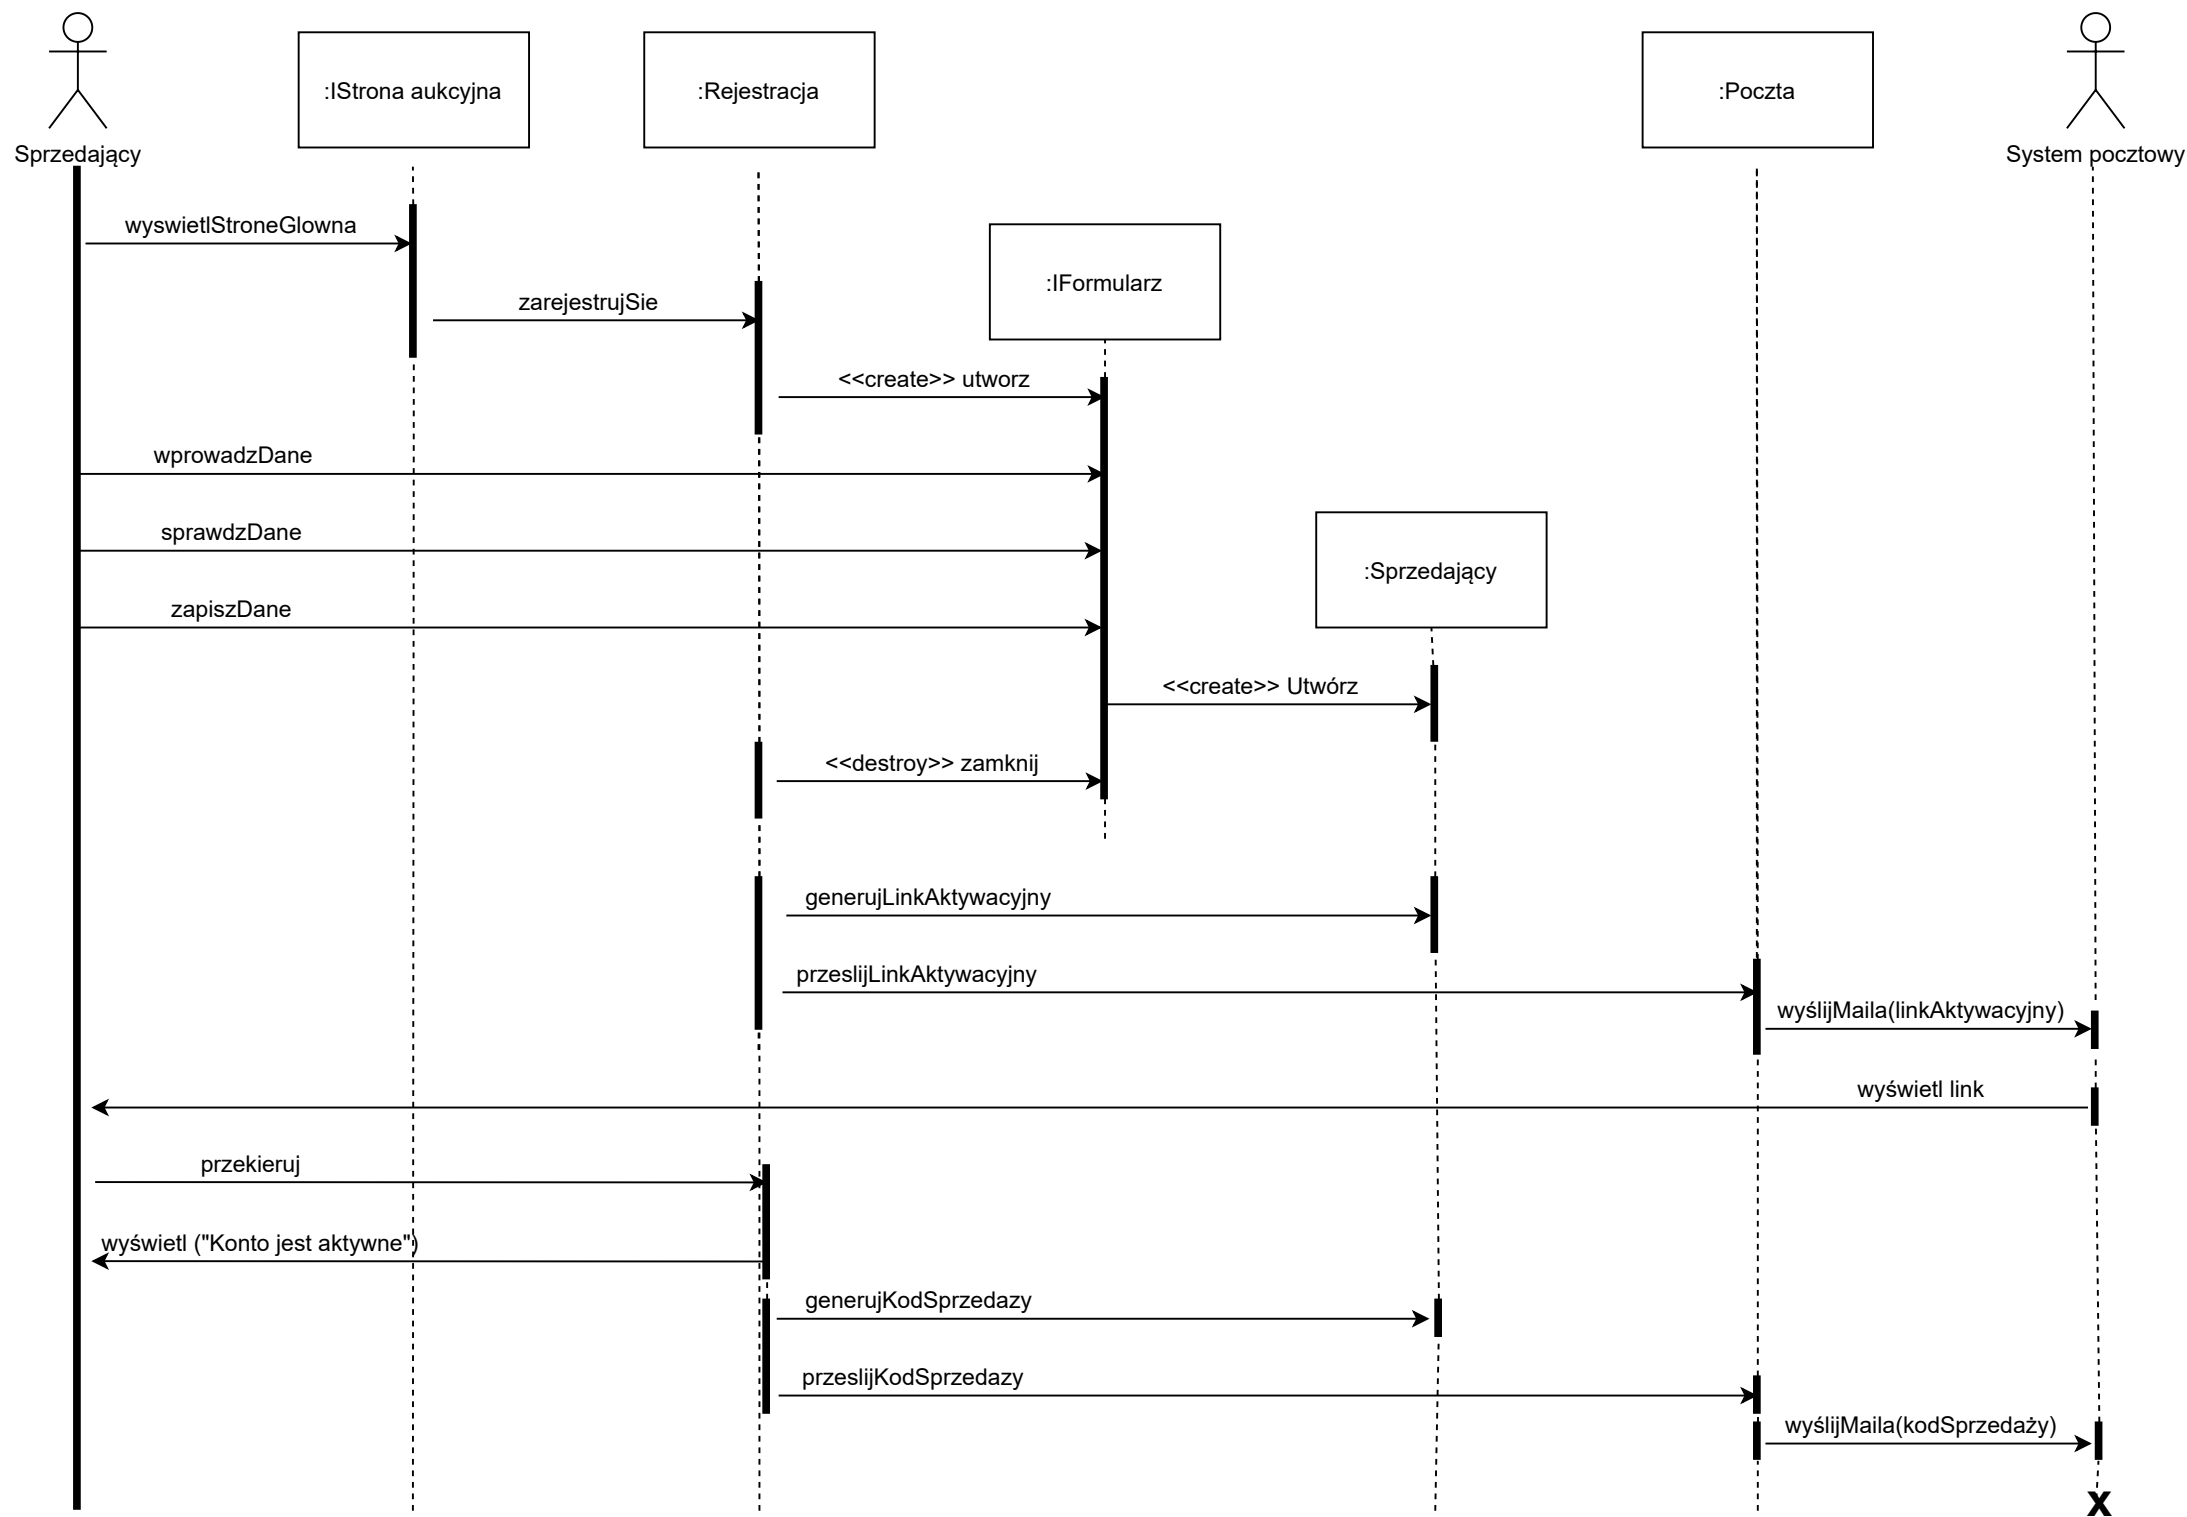 :IStrona aukcyjna
:Rejestracja
:Poczta
Sprzedający
System pocztowy
wyswietlStroneGlowna
:IFormularz
zarejestrujSie
<<create>> utworz
wprowadzDane
sprawdzDane
:Sprzedający
zapiszDane
<<create>> Utwórz
<<destroy>> zamknij
generujLinkAktywacyjny
przeslijLinkAktywacyjny
wyślijMaila(linkAktywacyjny)
wyświetl link
przekieruj
wyświetl ("Konto jest aktywne")
generujKodSprzedazy
przeslijKodSprzedazy
wyślijMaila(kodSprzedaży)
X